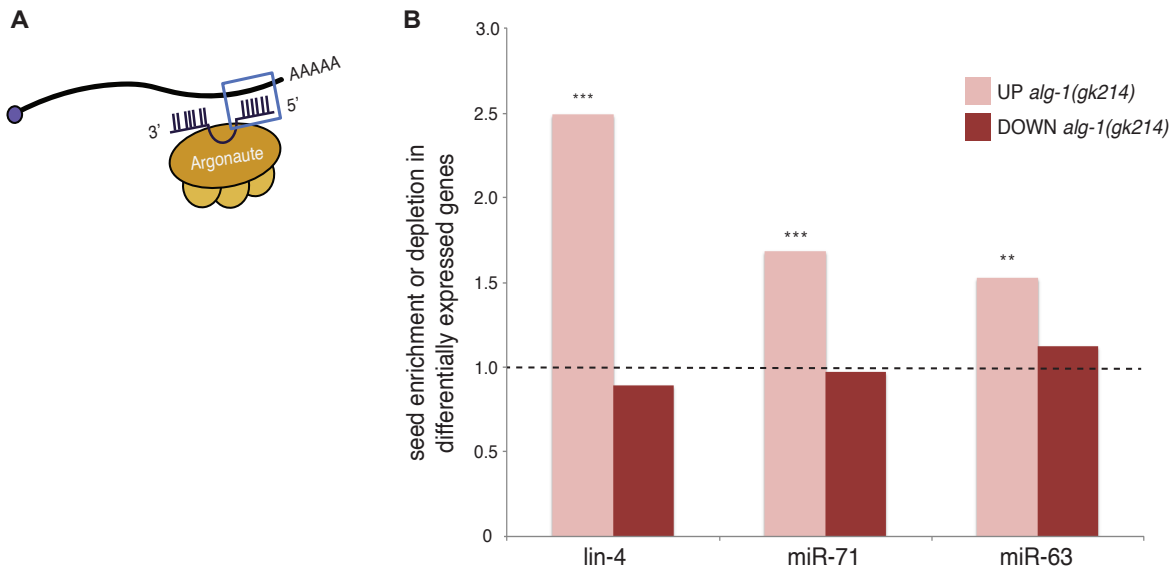 A
AAAAA
3’
5’
Argonaute
B
seed enrichment or depletion in
differentially expressed genes
3.0
2.5
2.0
1.5
1.0
0.5
0
***
***
**
UP alg-1(gk214)
DOWN alg-1(gk214)
lin-4
miR-71
miR-63